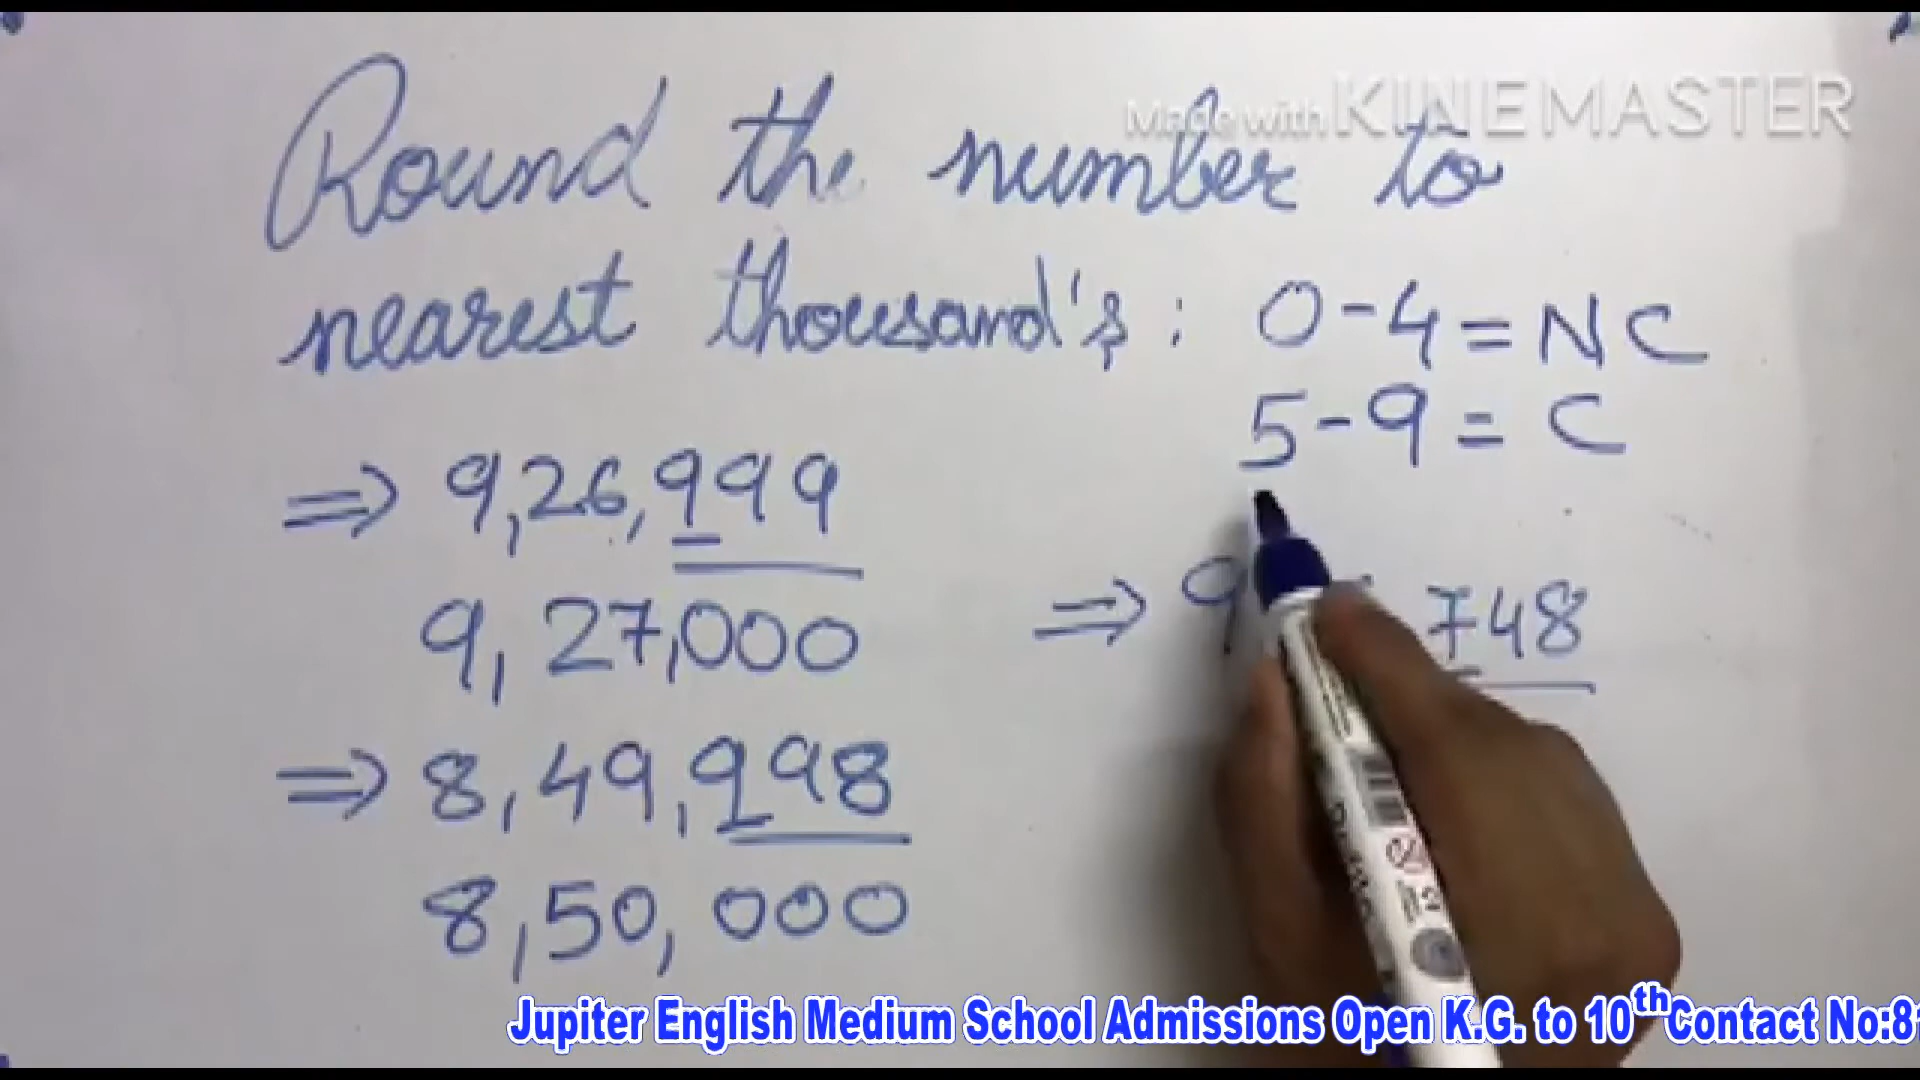 Made with KINEMASTER
Round the number to
nearest thousand's :
0-4 = NC
5-9 = C
⇒ 9,26,999
9,27,000
⇒ 8,49,998
8,50,000
⇒ 9 748
Jupiter English Medium School Admissions Open K.G. to 10th Contact No:8